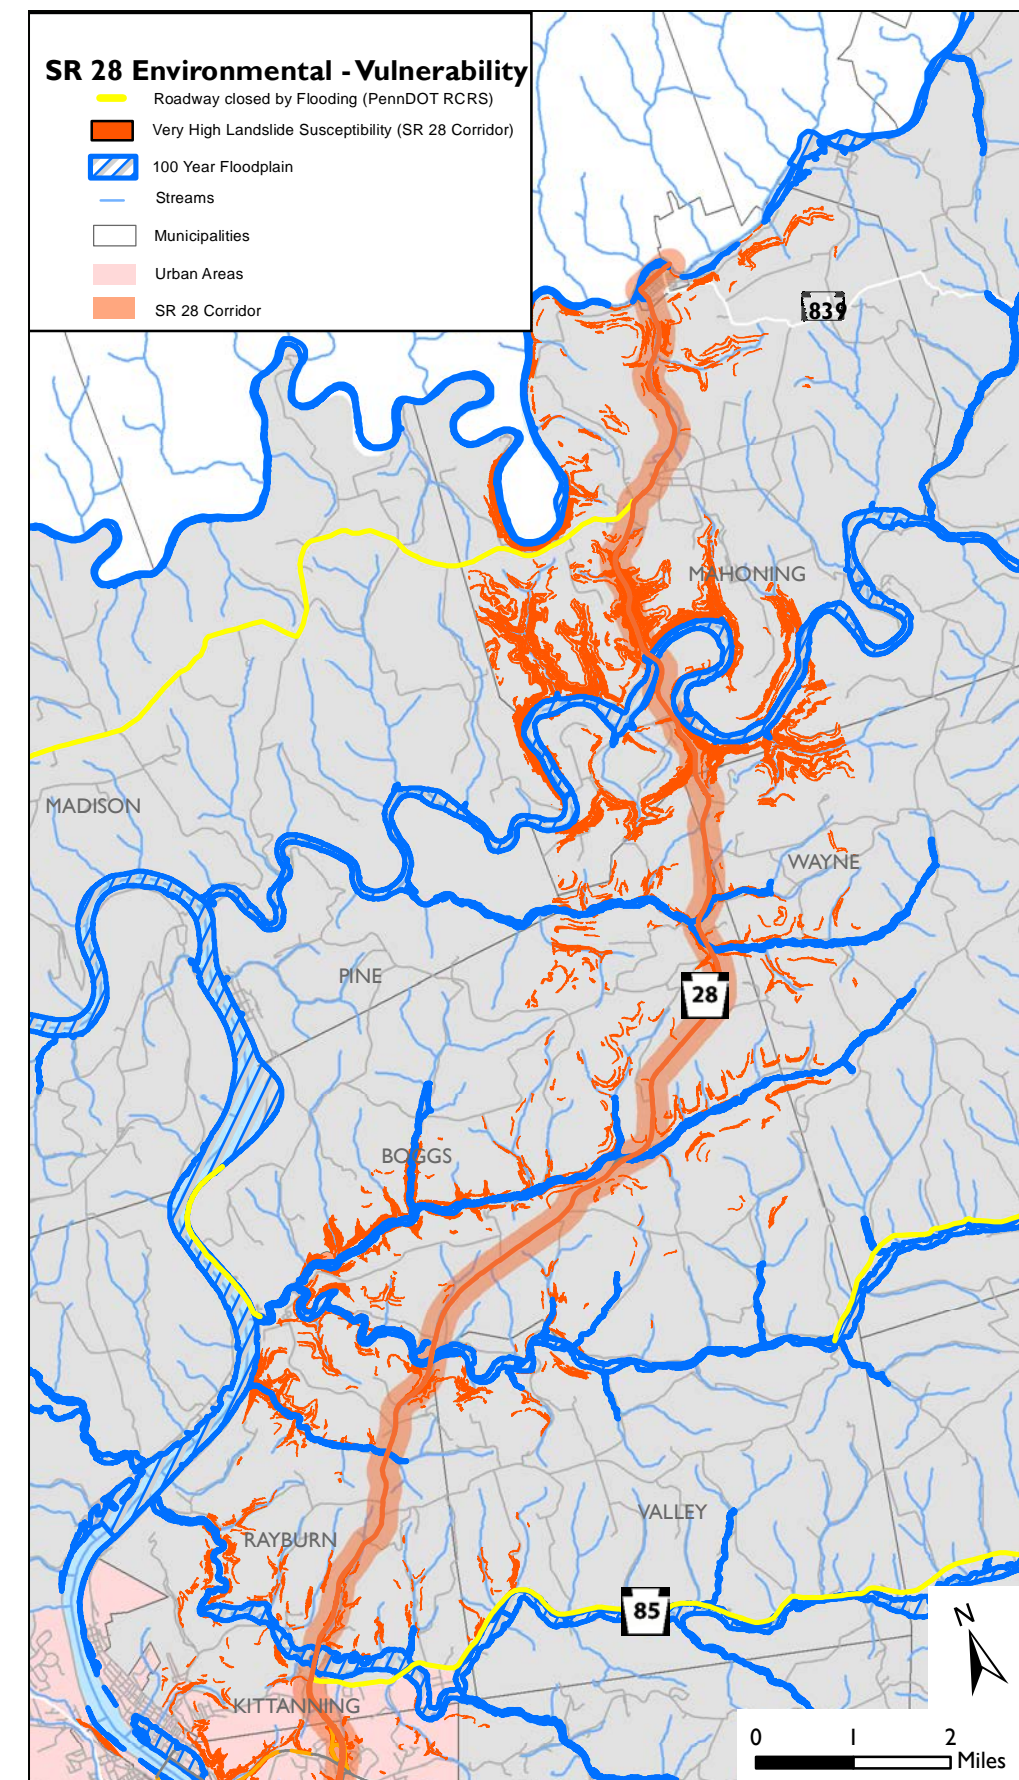 SR 28 Environmental - Vulnerability
Roadway closed by Flooding (PennDOT RCRS)
Very High Landslide Susceptibility (SR 28 Corridor)
100 Year Floodplain
Streams
Municipalities
Urban Areas
SR 28 Corridor
839
MAHONING
MADISON
WAYNE
PINE
28
BOGGS
VALLEY
RAYBURN
85
N
KITTANNING
0 1 2
Miles